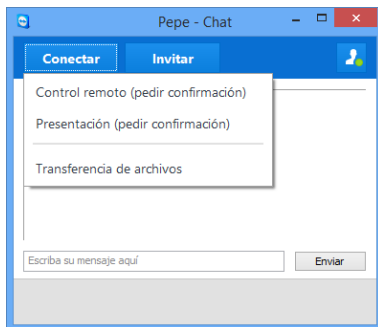 Pepe - Chat
Conectar
Invitar
Control remoto (pedir confirmación)
Presentación (pedir confirmación)
Transferencia de archivos
Escriba su mensaje aquí
Enviar